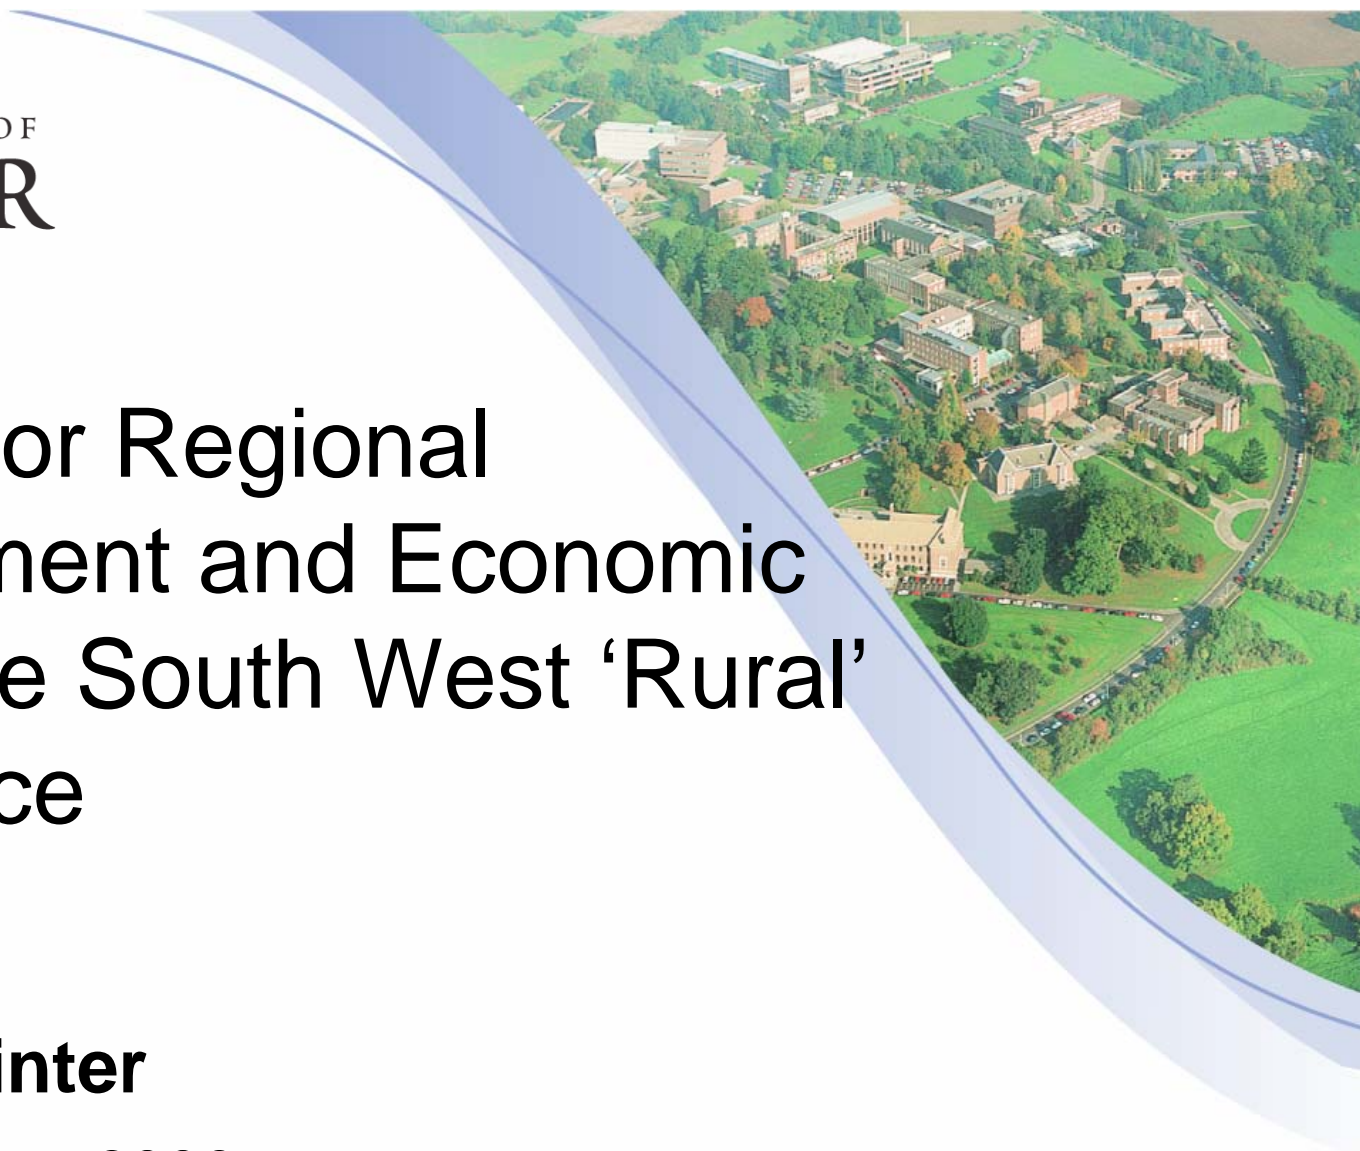 OF
R
or Regional
ment and Economic
e South West ‘Rural’
ce
inter